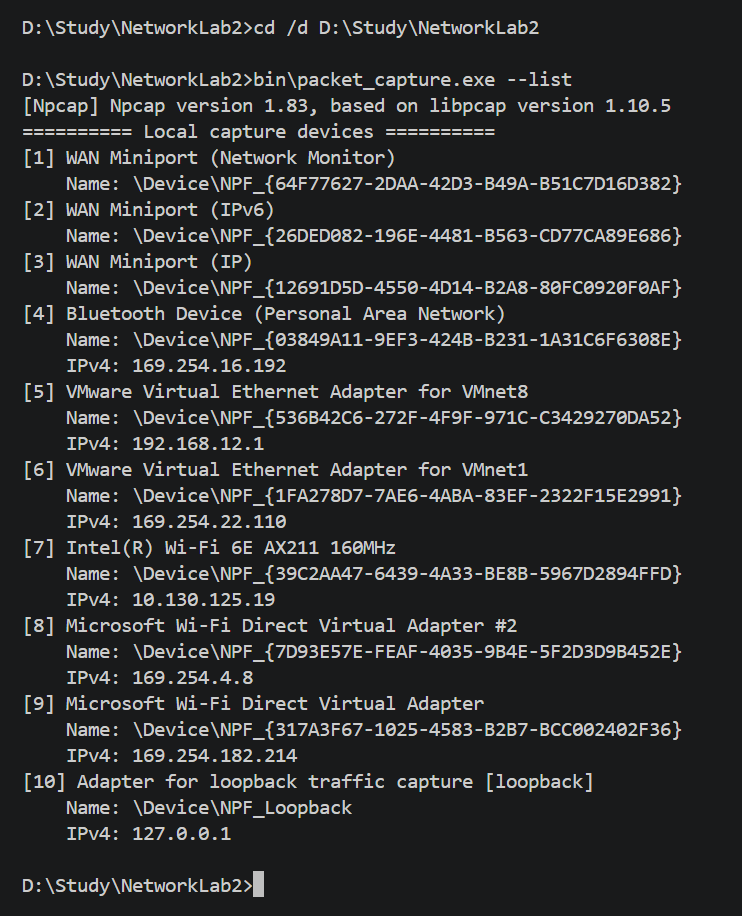 D:\Study\NetworkLab2>cd /d D:\Study\NetworkLab2
D:\Study\NetworkLab2>bin\packet_capture.exe --list
[Npcap] Npcap version 1.83, based on libpcap version 1.10.5
========== Local capture devices ==========
[1] WAN Miniport (Network Monitor)
    Name: \Device\NPF_{64F77627-2DAA-42D3-B49A-B51C7D16D382}
[2] WAN Miniport (IPv6)
    Name: \Device\NPF_{26DED082-196E-4481-B563-CD77CA89E686}
[3] WAN Miniport (IP)
    Name: \Device\NPF_{12691D5D-4550-4D14-B2A8-80FC0920F0AF}
[4] Bluetooth Device (Personal Area Network)
    Name: \Device\NPF_{03849A11-9EF3-424B-B231-1A31C6F6308E}
    IPv4: 169.254.16.192
[5] VMware Virtual Ethernet Adapter for VMnet8
    Name: \Device\NPF_{536B42C6-272F-4F9F-971C-C3429270DA52}
    IPv4: 192.168.12.1
[6] VMware Virtual Ethernet Adapter for VMnet1
    Name: \Device\NPF_{1FA278D7-7AE6-4ABA-83EF-2322F15E2991}
    IPv4: 169.254.22.110
[7] Intel(R) Wi-Fi 6E AX211 160MHz
    Name: \Device\NPF_{39C2AA47-6439-4A33-BE8B-5967D2894FFD}
    IPv4: 10.130.125.19
[8] Microsoft Wi-Fi Direct Virtual Adapter #2
    Name: \Device\NPF_{7D93E57E-FEAF-4035-9B4E-5F2D3D9B452E}
    IPv4: 169.254.4.8
[9] Microsoft Wi-Fi Direct Virtual Adapter
    Name: \Device\NPF_{317A3F67-1025-4583-B2B7-BCC002402F36}
    IPv4: 169.254.182.214
[10] Adapter for loopback traffic capture [loopback]
    Name: \Device\NPF_Loopback
    IPv4: 127.0.0.1
D:\Study\NetworkLab2>